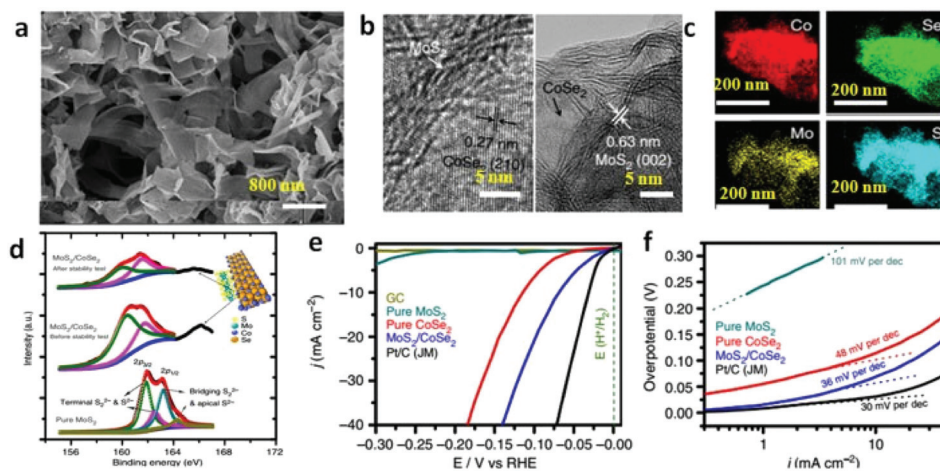 a
800 nm
b
MoS
0.27 nm
CoSe (210)
5 nm
CoSe2
0.63 nm
MoS2 (002)
5 nm
c
Co
200 nm
Se
200 nm
Mo
200 nm
S
200 nm
d
MoS2/CoSe2
After stability test
S
Mo
Co
Se
MoS2/CoSe2
Before stability test
2p3/2
2p1/2
Bridging S2²⁻
& apical S²⁻
Terminal S2²⁻ & S²⁻
Pure MoS2
Intensity (a.u.)
156 160 164 168 172
Binding energy (eV)
e
0
−10
−20
−30
−40
j (mA cm−2)
GC
Pure MoS2
Pure CoSe2
MoS2/CoSe2
Pt/C (JM)
E (H+/H2)
−0.30 −0.25 −0.20 −0.15 −0.10 −0.05 −0.00
E / V vs RHE
f
0.30
0.25
0.20
0.15
0.10
0.05
0.00
Overpotential (V)
101 mV per dec
Pure MoS2
Pure CoSe2
MoS2/CoSe2
Pt/C (JM)
48 mV per dec
36 mV per dec
30 mV per dec
1 10
j (mA cm−2)